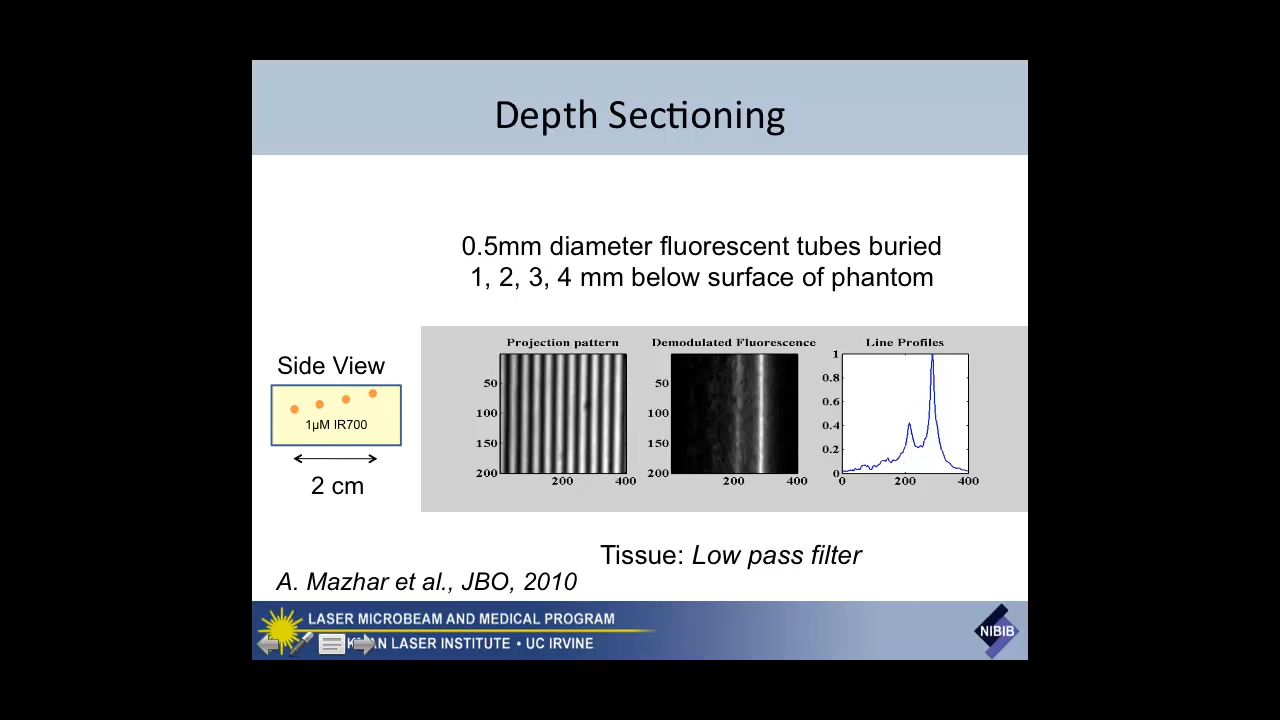 Depth Sectioning
0.5mm diameter fluorescent tubes buried
1, 2, 3, 4 mm below surface of phantom
Side View
1µM IR700
2 cm
Projection pattern
50
100
150
200
200
400
Demodulated Fluorescence
50
100
150
200
200
400
Line Profiles
1
0.8
0.6
0.4
0.2
0
0
200
400
Tissue: Low pass filter
A. Mazhar et al., JBO, 2010
LASER MICROBEAM AND MEDICAL PROGRAM
LASER INSTITUTE • UC IRVINE
NIBIB